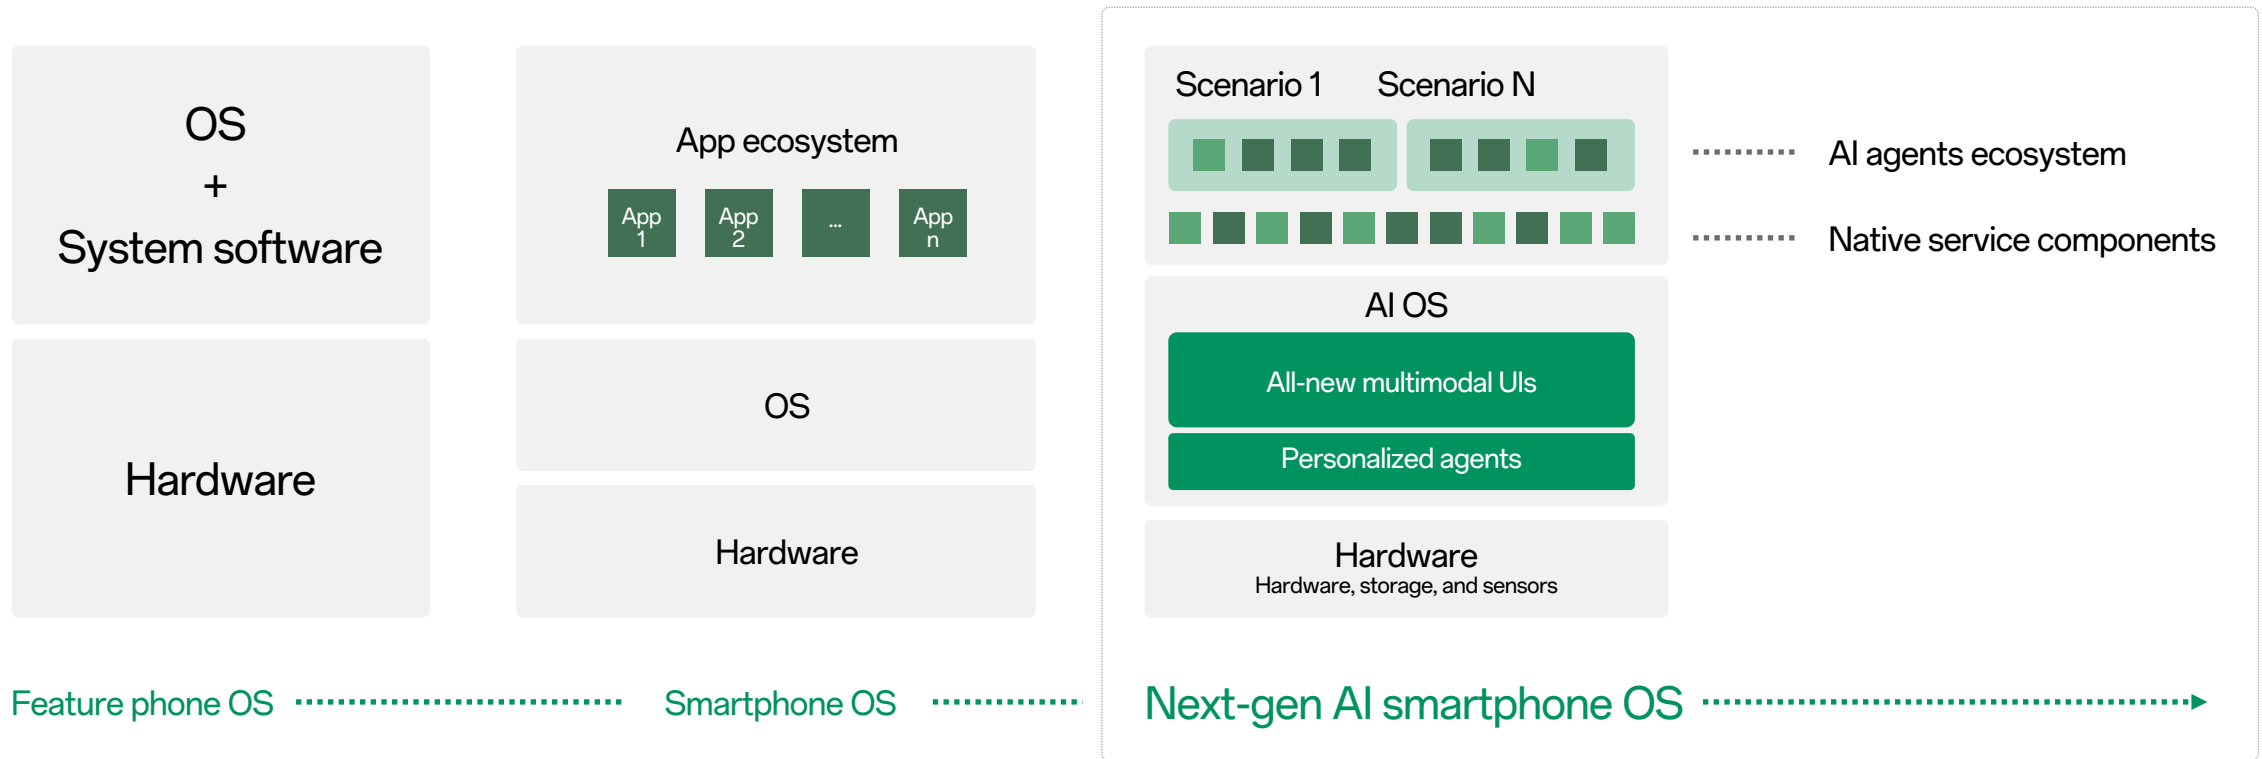 OS
+
System software
Hardware
Feature phone OS
App ecosystem
App
1
App
2
...
App
n
OS
Hardware
Smartphone OS
Scenario 1
Scenario N
AI agents ecosystem
Native service components
AI OS
All-new multimodal UIs
Personalized agents
Hardware
Hardware, storage, and sensors
Next-gen AI smartphone OS